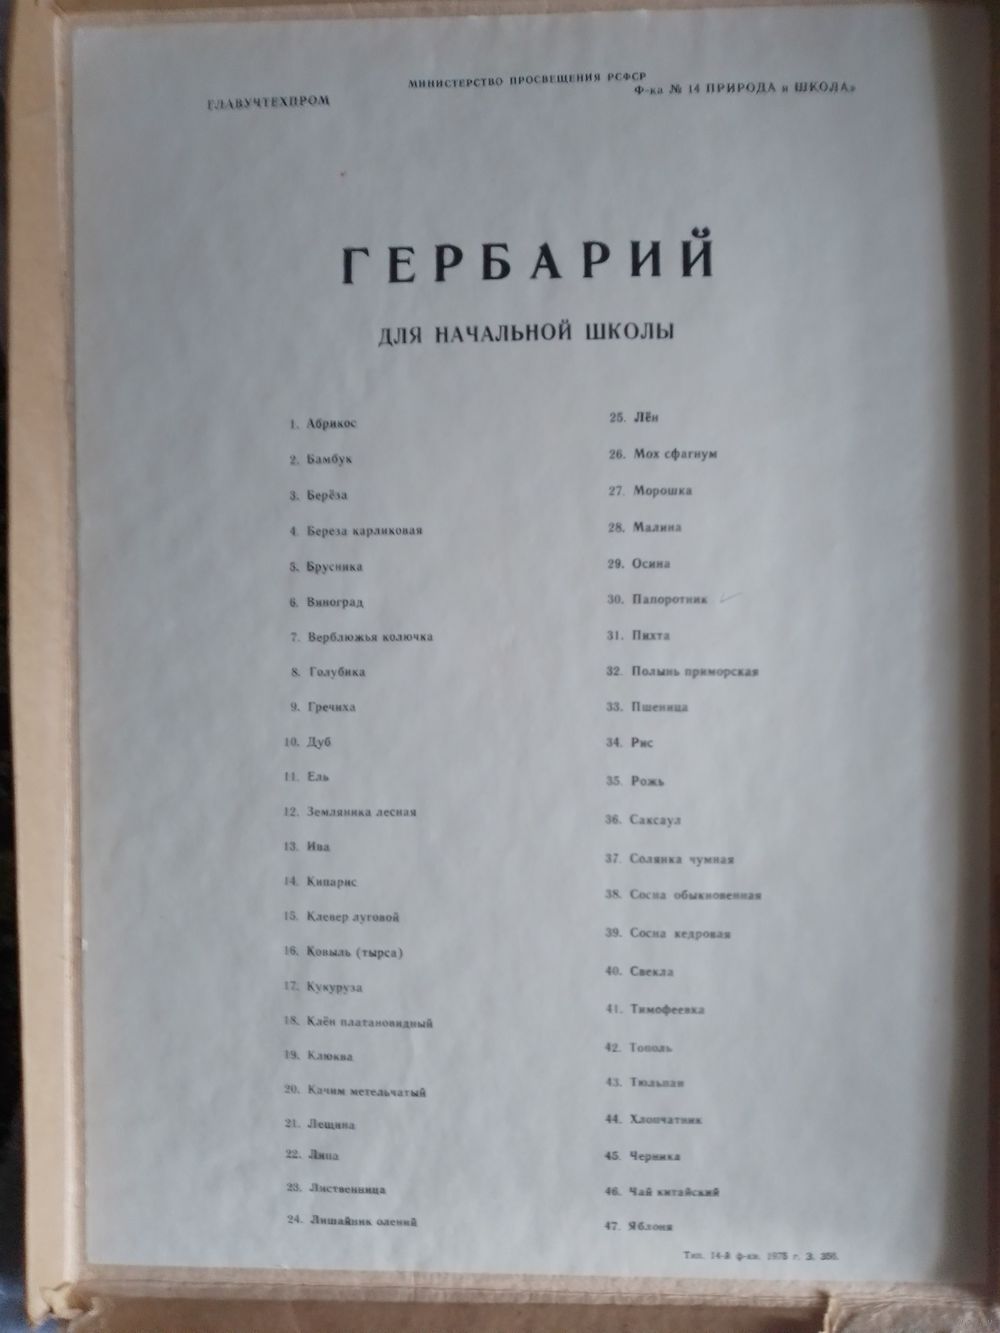 МИНИСТЕРСТВО ПРОСВЕЩЕНИЯ РСФСР
ГЛАВУЧТЕХПРОМ
Ф-ка № 14 ПРИРОДА и ШКОЛА»
ГЕРБАРИЙ
ДЛЯ НАЧАЛЬНОЙ ШКОЛЫ
1. Абрикос
2. Бамбук
3. Берёза
4. Береза карликовая
5. Брусника
6. Виноград
7. Верблюжья колючка
8. Голубика
9. Гречиха
10. Дуб
11. Ель
12. Земляника лесная
13. Ива
14. Кипарис
15. Клевер луговой
16. Ковыль (тырса)
17. Кукуруза
18. Клён платановидный
19. Клюква
20. Качим метельчатый
21. Лещина
22. Липа
23. Лиственница
24. Лишайник олений
25. Лён
26. Мох сфагнум
27. Морошка
28. Малина
29. Осина
30. Папоротник
31. Пихта
32. Полынь приморская
33. Пшеница
34. Рис
35. Рожь
36. Саксаул
37. Солянка чумная
38. Сосна обыкновенная
39. Сосна кедровая
40. Свекла
41. Тимофеевка
42. Тополь
43. Тюльпан
44. Хлопчатник
45. Черника
46. Чай китайский
47. Яблоня
Тип. 14-й ф-ки. 1975 г. З. 356.